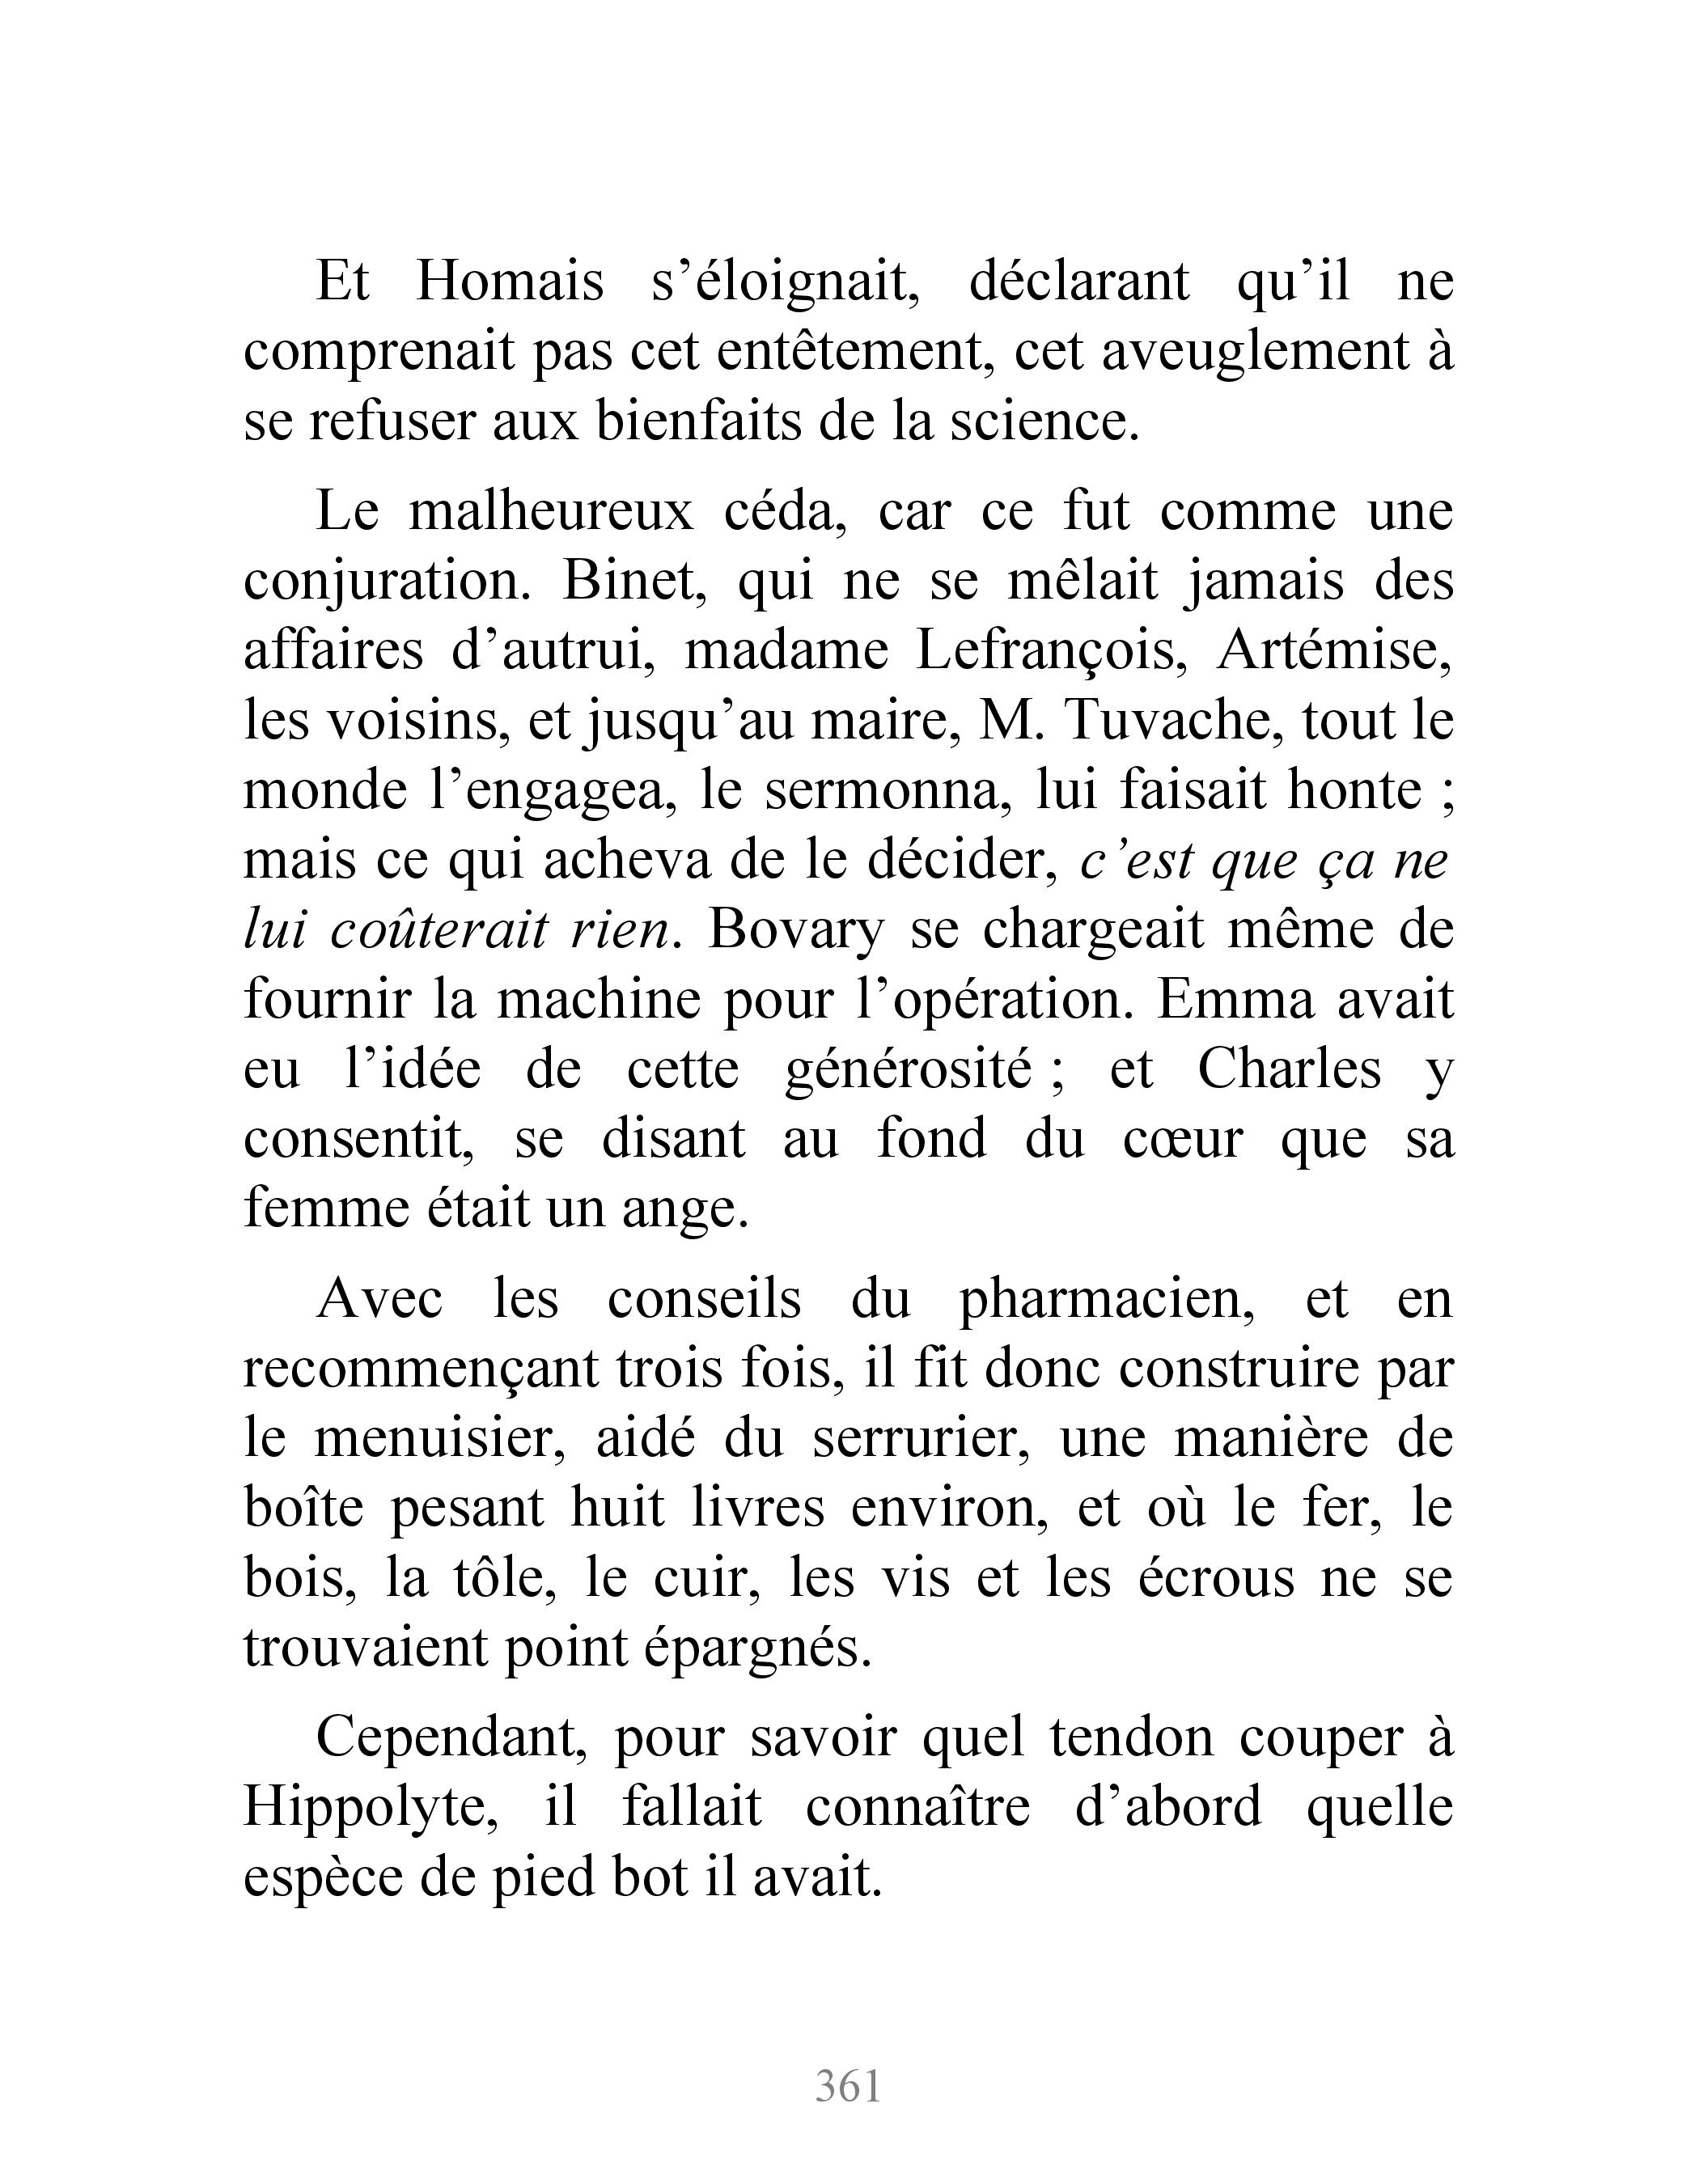 Et Homais s’éloignait, déclarant qu’il ne
comprenait pas cet entêtement, cet aveuglement à
se refuser aux bienfaits de la science.
Le malheureux céda, car ce fut comme une
conjuration. Binet, qui ne se mêlait jamais des
affaires d’autrui, madame Lefrançois, Artémise,
les voisins, et jusqu’au maire, M. Tuvache, tout le
monde l’engagea, le sermonna, lui faisait honte ;
mais ce qui acheva de le décider, c’est que ça ne
lui coûterait rien. Bovary se chargeait même de
fournir la machine pour l’opération. Emma avait
eu l’idée de cette générosité ; et Charles y
consentit, se disant au fond du cœur que sa
femme était un ange.
Avec les conseils du pharmacien, et en
recommençant trois fois, il fit donc construire par
le menuisier, aidé du serrurier, une manière de
boîte pesant huit livres environ, et où le fer, le
bois, la tôle, le cuir, les vis et les écrous ne se
trouvaient point épargnés.
Cependant, pour savoir quel tendon couper à
Hippolyte, il fallait connaître d’abord quelle
espèce de pied bot il avait.
361